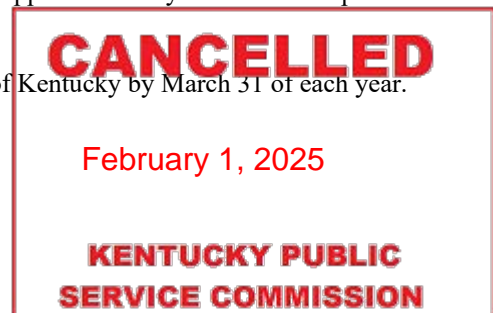 CANCELLED
of Kentucky by March 31 of each year.
February 1, 2025
KENTUCKY PUBLIC
SERVICE COMMISSION